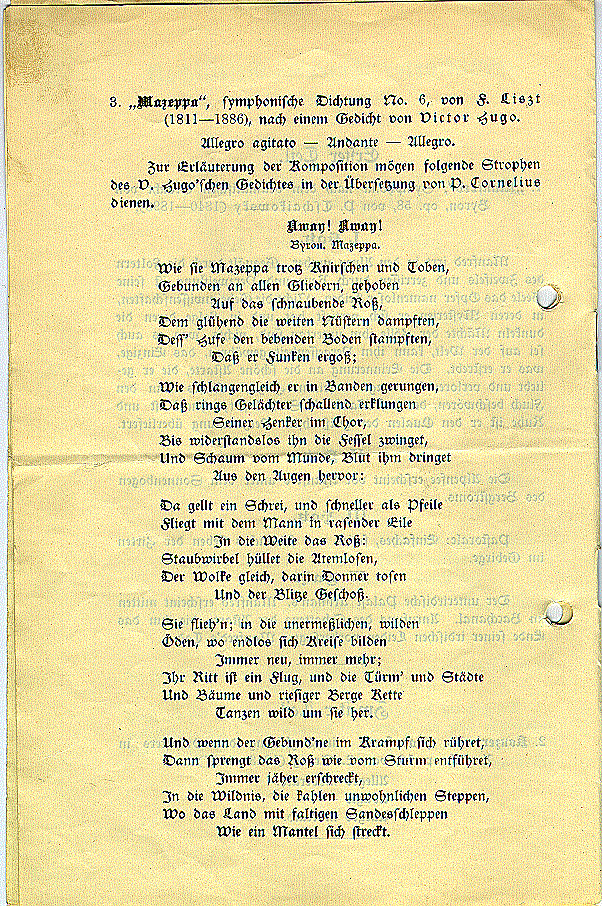 3. „Mazeppa“, symphonische Dichtung No. 6, von F. Liszt
(1811—1886), nach einem Gedicht von Victor Hugo.
Allegro agitato — Andante — Allegro.
Zur Erläuterung der Komposition mögen folgende Strophen
des V. Hugo'schen Gedichtes in der Übersetzung von P. Cornelius
dienen.
Away! Away!
Byron. Mazeppa.
Wie sie Mazeppa trotz Knirschen und Toben,
Gebunden an allen Gliedern, gehoben
Auf das schnaubende Roß,
Dem glühend die weiten Nüstern dampften,
Dess' Hufe den bebenden Boden stampften,
Daß er Funken ergoß;
Wie schlangengleich er in Banden gerungen,
Daß rings Gelächter schallend erklungen
Seiner Henker im Chor,
Bis widerstandslos ihn die Fessel zwinget,
Und Schaum vom Munde, Blut ihm dringet
Aus den Augen hervor:
Da gellt ein Schrei, und schneller als Pfeile
Fliegt mit dem Mann in rasender Eile
In die Weite das Roß:
Staubwirbel hüllet die Atemlosen,
Der Wolke gleich, darin Donner tosen
Und der Blitze Geschoß.
Sie flieh'n; in die unermeßlichen, wilden
Öden, wo endlos sich Kreise bilden
Immer neu, immer mehr;
Ihr Ritt ist ein Flug, und die Türm' und Städte
Und Bäume und riesiger Berge Kette
Tanzen wild um sie her.
Und wenn der Gebund'ne im Krampf sich rühret,
Dann sprengt das Roß wie vom Sturm entführet,
Immer jäher erschreckt,
In die Wildnis, die kahlen unwohnlichen Steppen,
Wo das Land mit faltigen Sandesschleppen
Wie ein Mantel sich streckt.